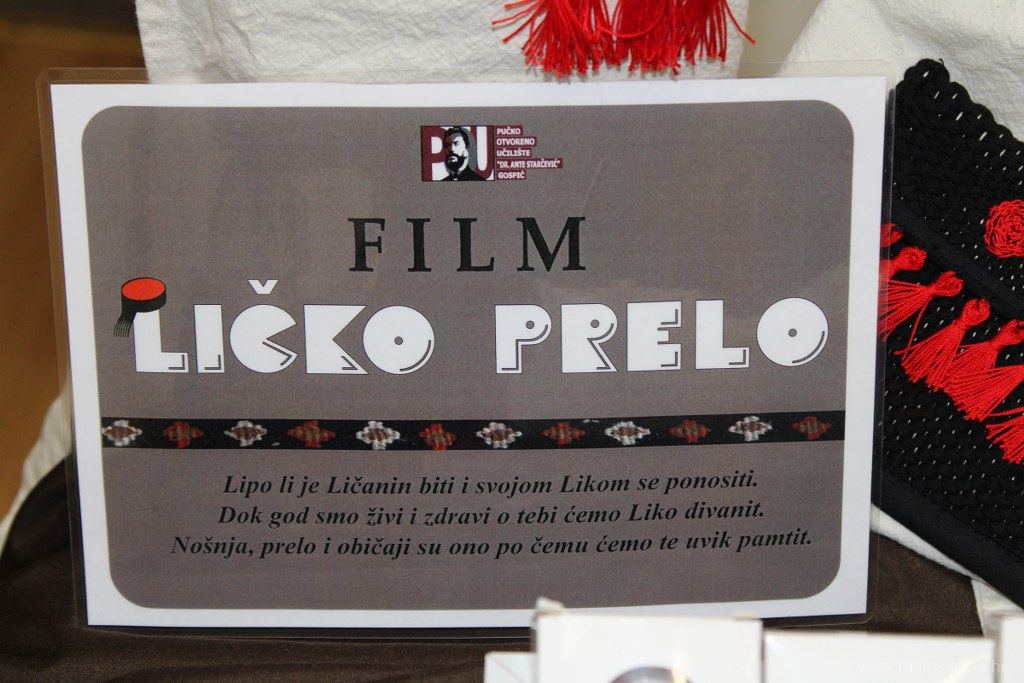 PUČKO
OTVORENO
UČILIŠTE
"DR. ANTE STARČEVIĆ"
GOSPIĆ
FILM
LIČKO PRELO
Lipo li je Ličanin biti i svojom Likom se ponositi.
Dok god smo živi i zdravi o tebi ćemo Liko divanit.
Nošnja, prelo i običaji su ono po čemu ćemo te uvik pamtit.